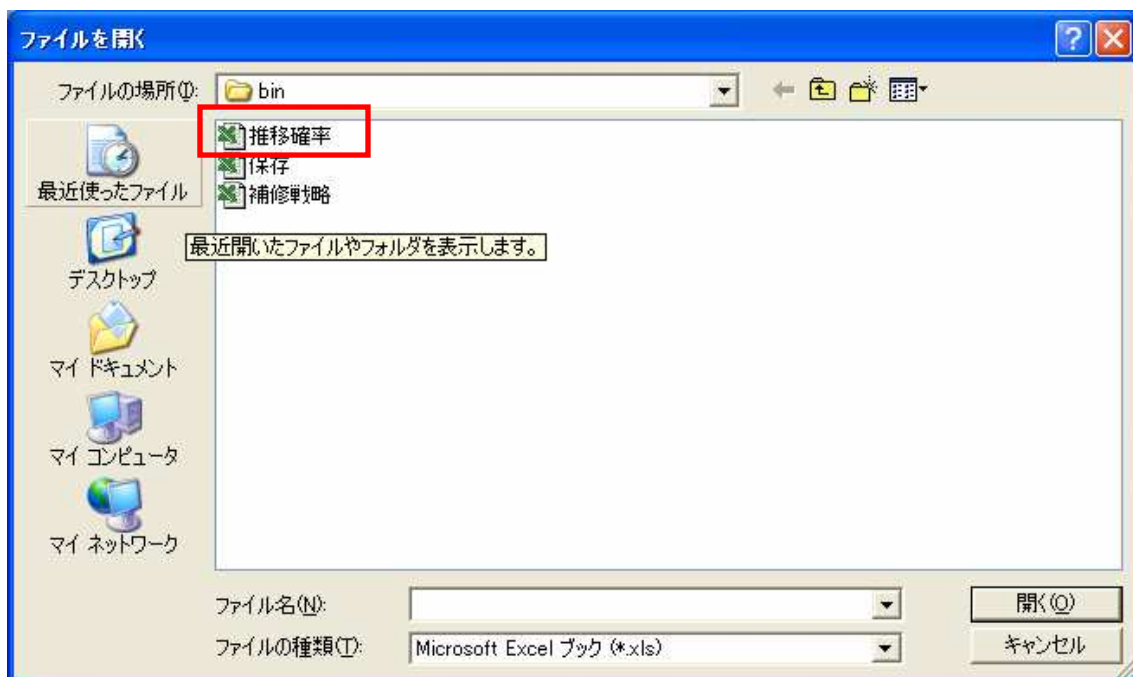 ファイルを開く
ファイルの場所(I):
bin
最近使ったファイル
デスクトップ
マイ ドキュメント
マイ コンピュータ
マイ ネットワーク
推移確率
保存
補修戦略
最近開いたファイルやフォルダを表示します。
ファイル名(N):
開く(O)
ファイルの種類(T):
Microsoft Excel ブック (*.xls)
キャンセル